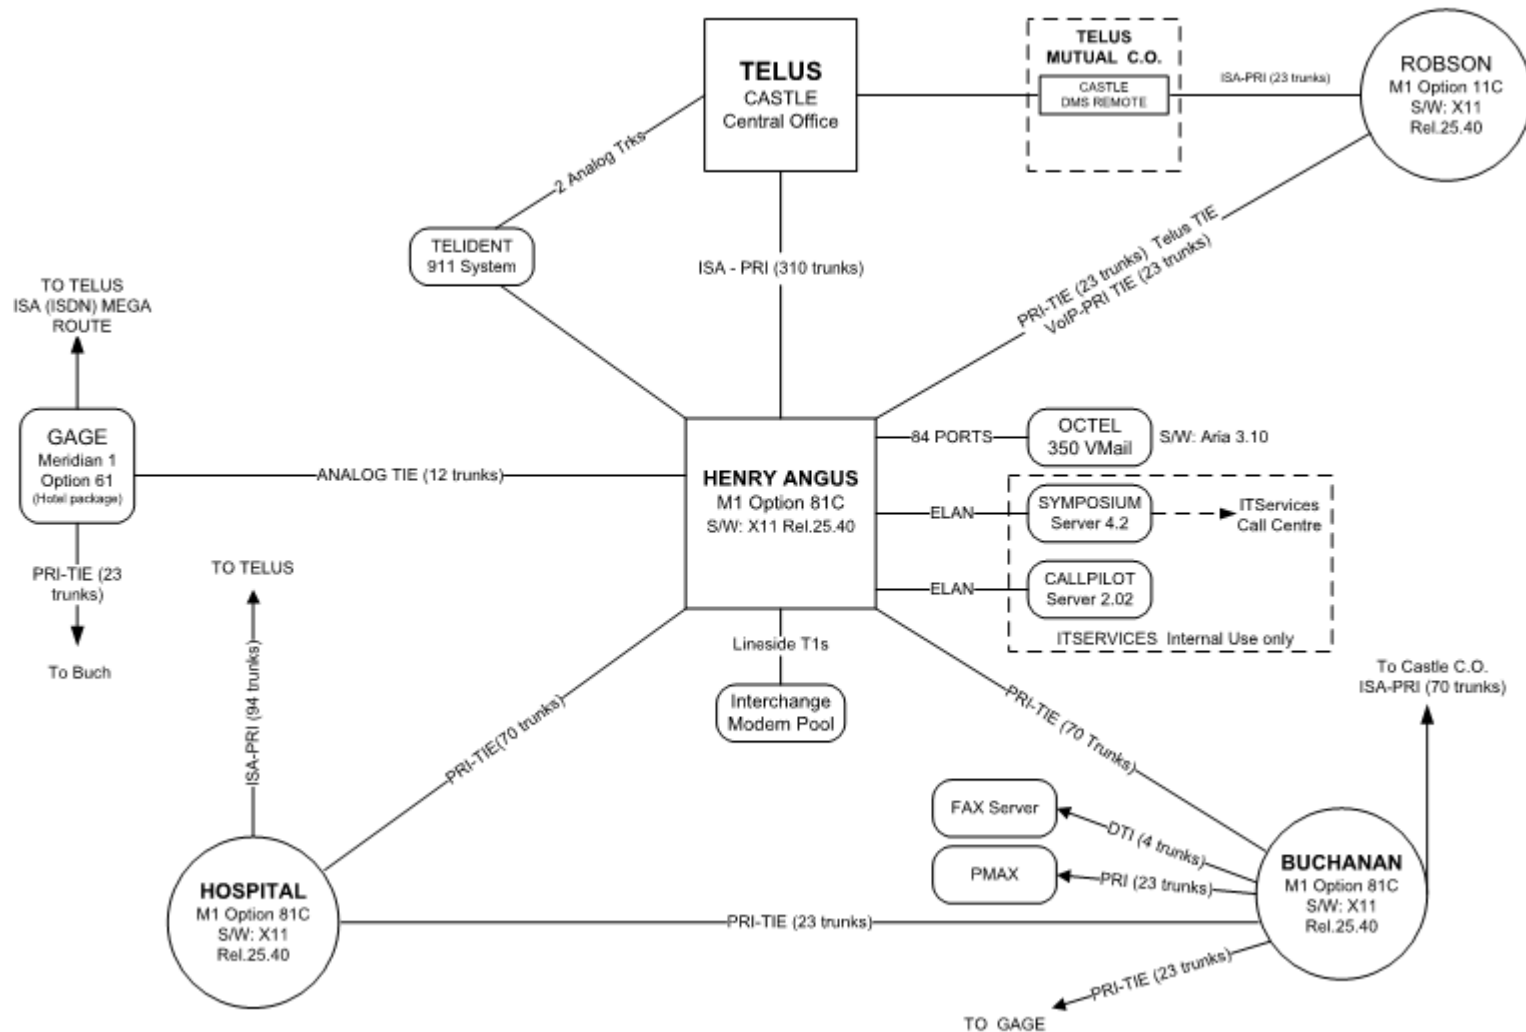 TELUS
CASTLE
Central Office
TELUS
MUTUAL C.O.
CASTLE
DMS REMOTE
ISA-PRI (23 trunks)
ROBSON
M1 Option 11C
S/W: X11
Rel.25.40
2 Analog Trks
TELIDENT
911 System
ISA - PRI (310 trunks)
PRI-TIE (23 trunks) Telus TIE
VoIP-PRI TIE (23 trunks)
TO TELUS
ISA (ISDN) MEGA
ROUTE
GAGE
Meridian 1
Option 61
(Hotel package)
ANALOG TIE (12 trunks)
HENRY ANGUS
M1 Option 81C
S/W: X11 Rel.25.40
84 PORTS
OCTEL
350 VMail
S/W: Aria 3.10
ELAN
SYMPOSIUM
Server 4.2
ITServices
Call Centre
ELAN
CALLPILOT
Server 2.02
ITSERVICES Internal Use only
PRI-TIE (23
trunks)
To Buch
TO TELUS
ISA-PRI (94 trunks)
PRI-TIE(70 trunks)
Lineside T1s
Interchange
Modem Pool
PRI-TIE (70 Trunks)
To Castle C.O.
ISA-PRI (70 trunks)
FAX Server
DTI (4 trunks)
PMAX
PRI (23 trunks)
HOSPITAL
M1 Option 81C
S/W: X11
Rel.25.40
PRI-TIE (23 trunks)
BUCHANAN
M1 Option 81C
S/W: X11
Rel.25.40
PRI-TIE (23 trunks)
TO GAGE